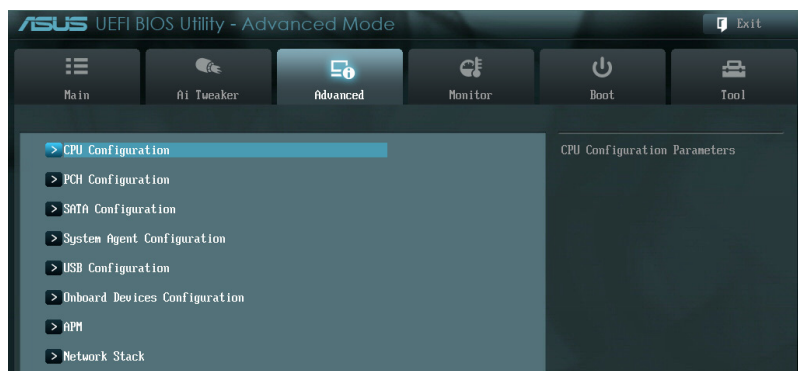 ASUS UEFI BIOS Utility - Advanced Mode
Exit
Main
Ai Tweaker
Advanced
Monitor
Boot
Tool
> CPU Configuration
> PCH Configuration
> SATA Configuration
> System Agent Configuration
> USB Configuration
> Onboard Devices Configuration
> APM
> Network Stack
CPU Configuration Parameters